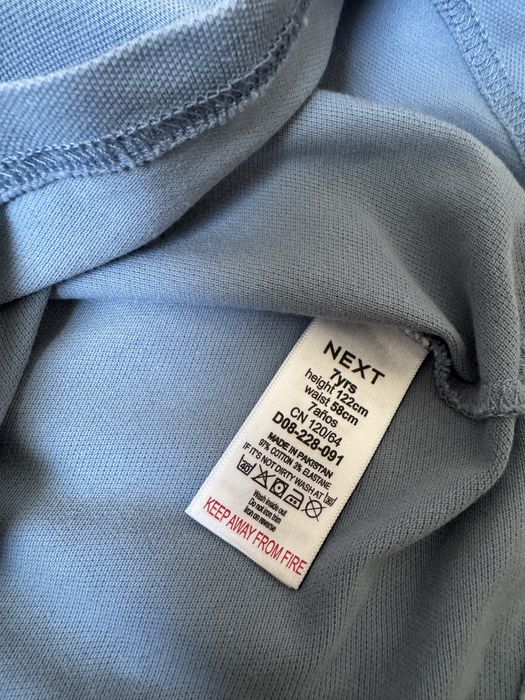 NEXT
7yrs
height 122cm
waist 58cm
7años
CN 120/64
D08-228-091
MADE IN PAKISTAN
97% COTTON 3% ELASTANE
IF IT'S NOT DIRTY WASH AT 30
40
Wash inside out
Do not iron trim
Iron on reverse
KEEP AWAY FROM FIRE